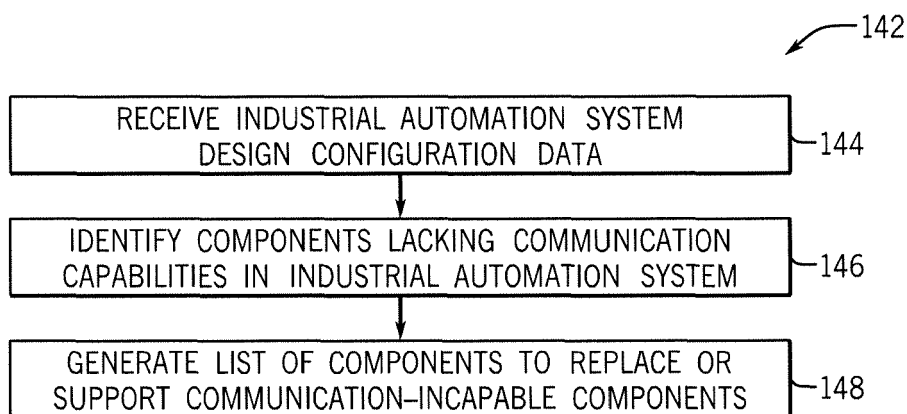 142
RECEIVE INDUSTRIAL AUTOMATION SYSTEM
DESIGN CONFIGURATION DATA
144
IDENTIFY COMPONENTS LACKING COMMUNICATION
CAPABILITIES IN INDUSTRIAL AUTOMATION SYSTEM
146
GENERATE LIST OF COMPONENTS TO REPLACE OR
SUPPORT COMMUNICATION–INCAPABLE COMPONENTS
148